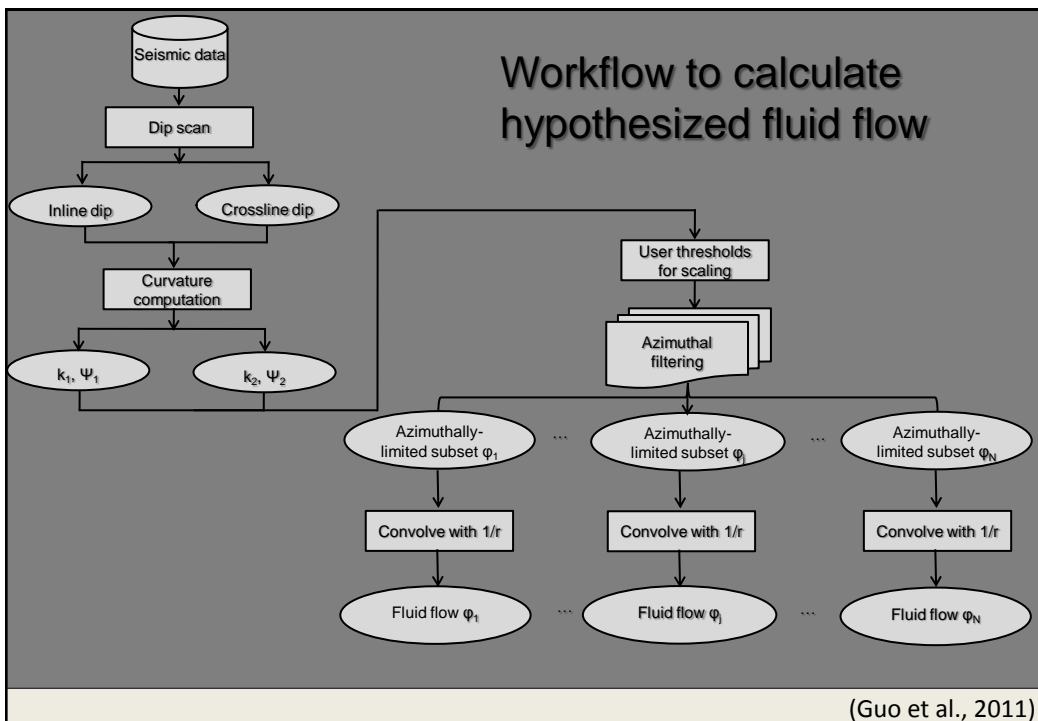 Workflow to calculate
hypothesized fluid flow
Seismic data
Dip scan
Inline dip
Crossline dip
Curvature
computation
k₁, Ψ₁
k₂, Ψ₂
User thresholds
for scaling
Azimuthal
filtering
Azimuthally-
limited subset φ₁
...
Azimuthally-
limited subset φⱼ
...
Azimuthally-
limited subset φ_N
Convolve with 1/r
Convolve with 1/r
Convolve with 1/r
Fluid flow φ₁
...
Fluid flow φⱼ
...
Fluid flow φ_N
(Guo et al., 2011)